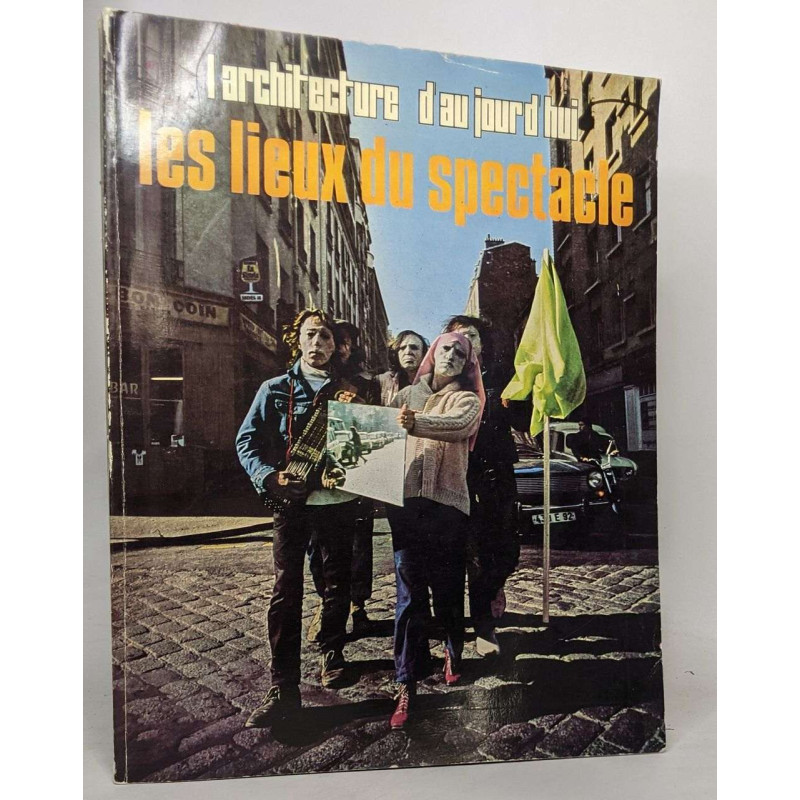 l architecture d'aujourd'hui
les lieux du spectacle
BON COIN
BAR